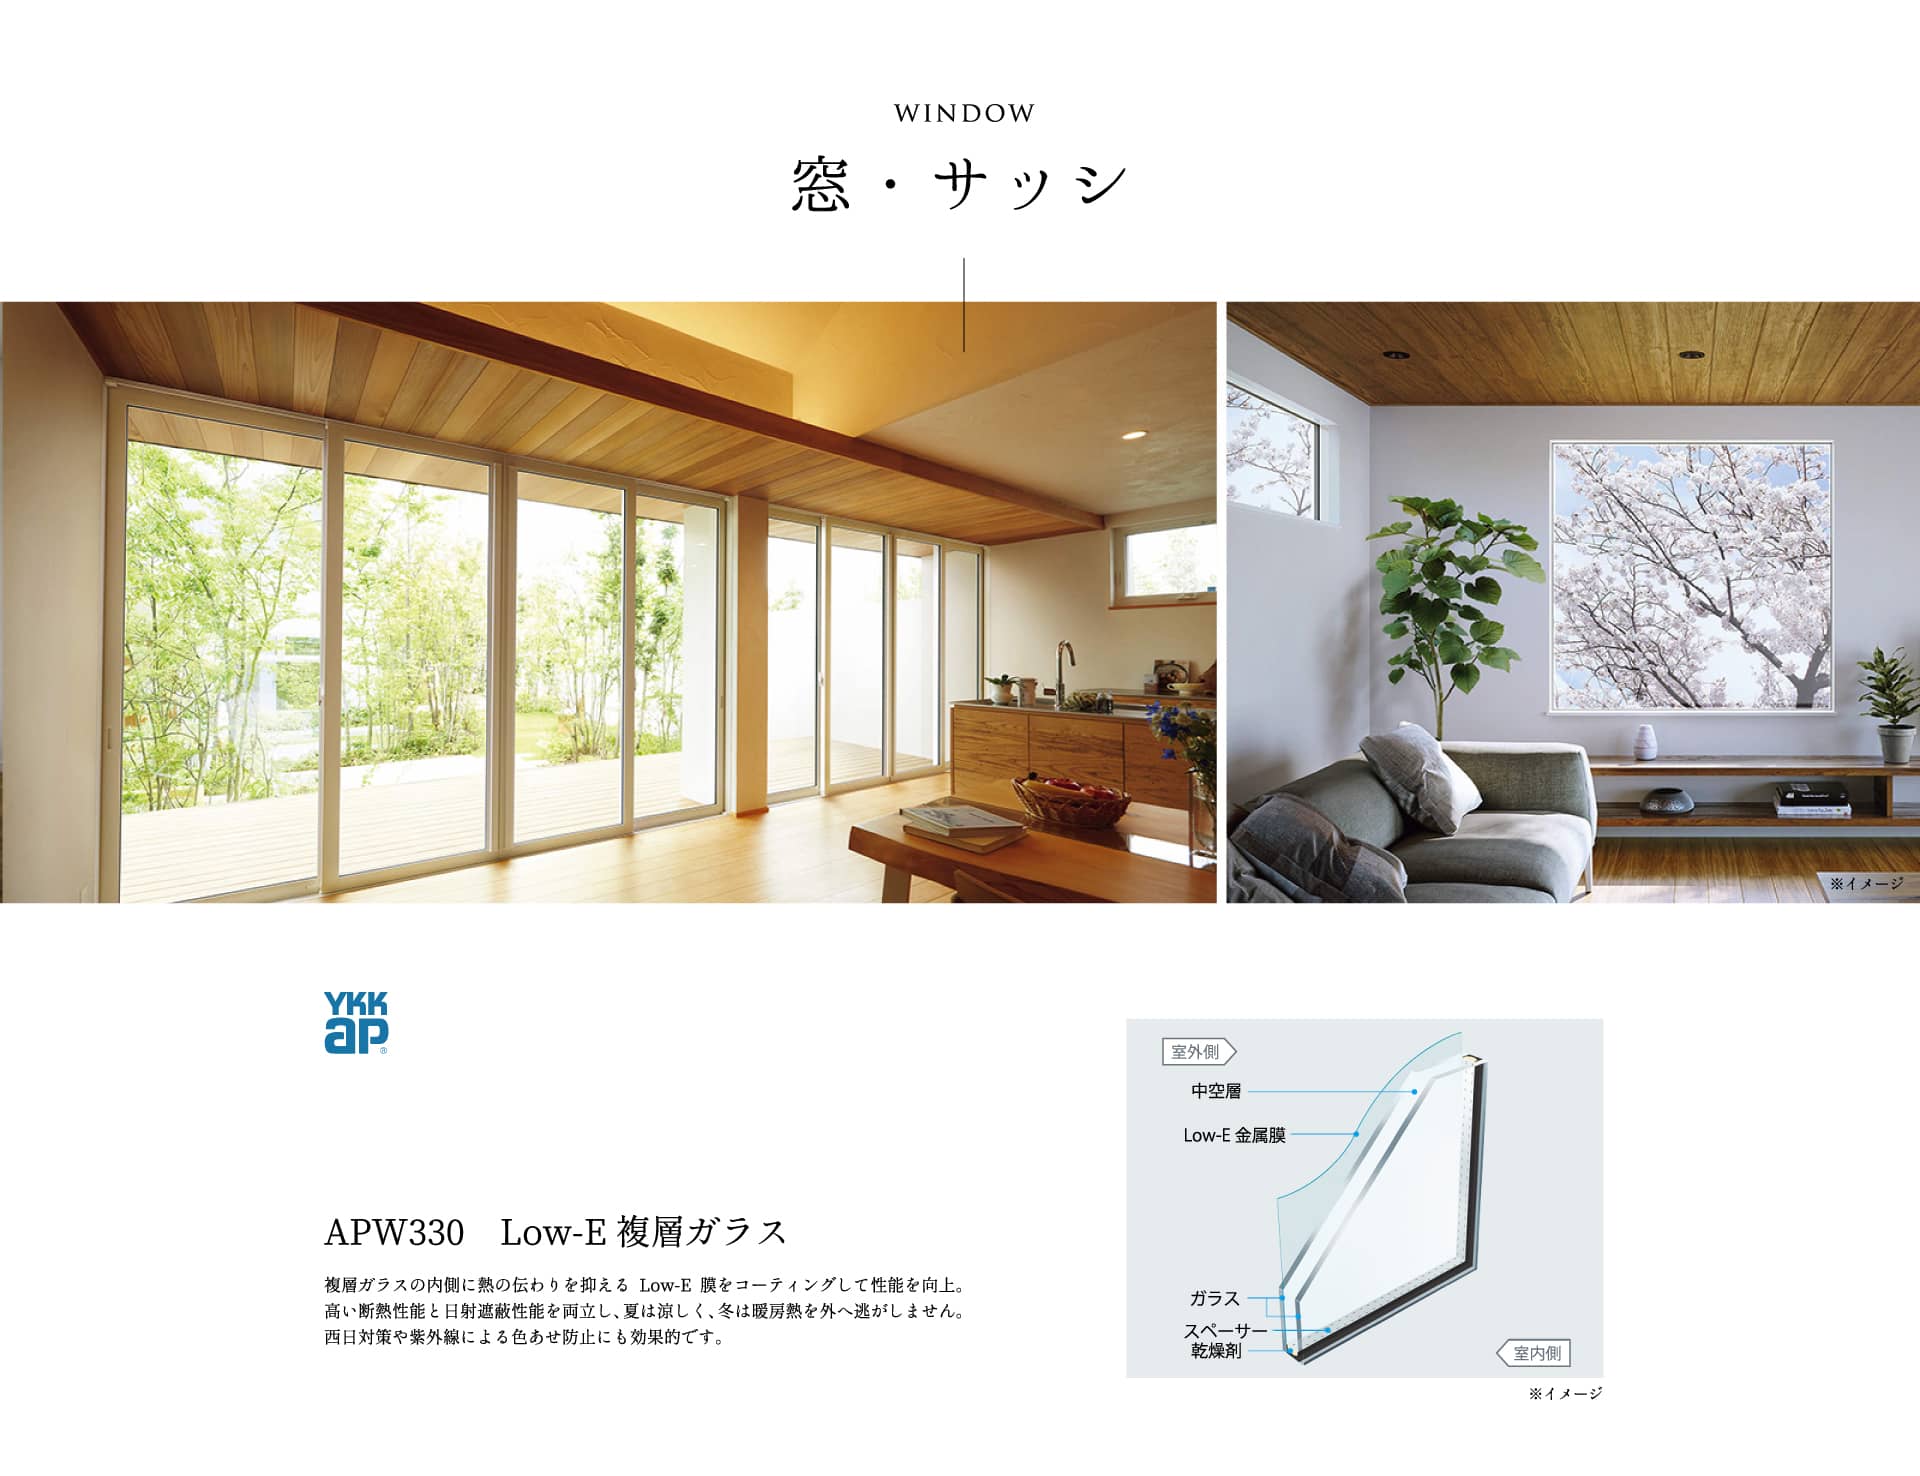 WINDOW
窓・サッシ
※イメージ
YKK
ap®
APW330　Low-E 複層ガラス
複層ガラスの内側に熱の伝わりを抑える Low-E 膜をコーティングして性能を向上。
高い断熱性能と日射遮蔽性能を両立し、夏は涼しく、冬は暖房熱を外へ逃がしません。
西日対策や紫外線による色あせ防止にも効果的です。
室外側
中空層
Low-E 金属膜
ガラス
スペーサー
乾燥剤
室内側
※イメージ